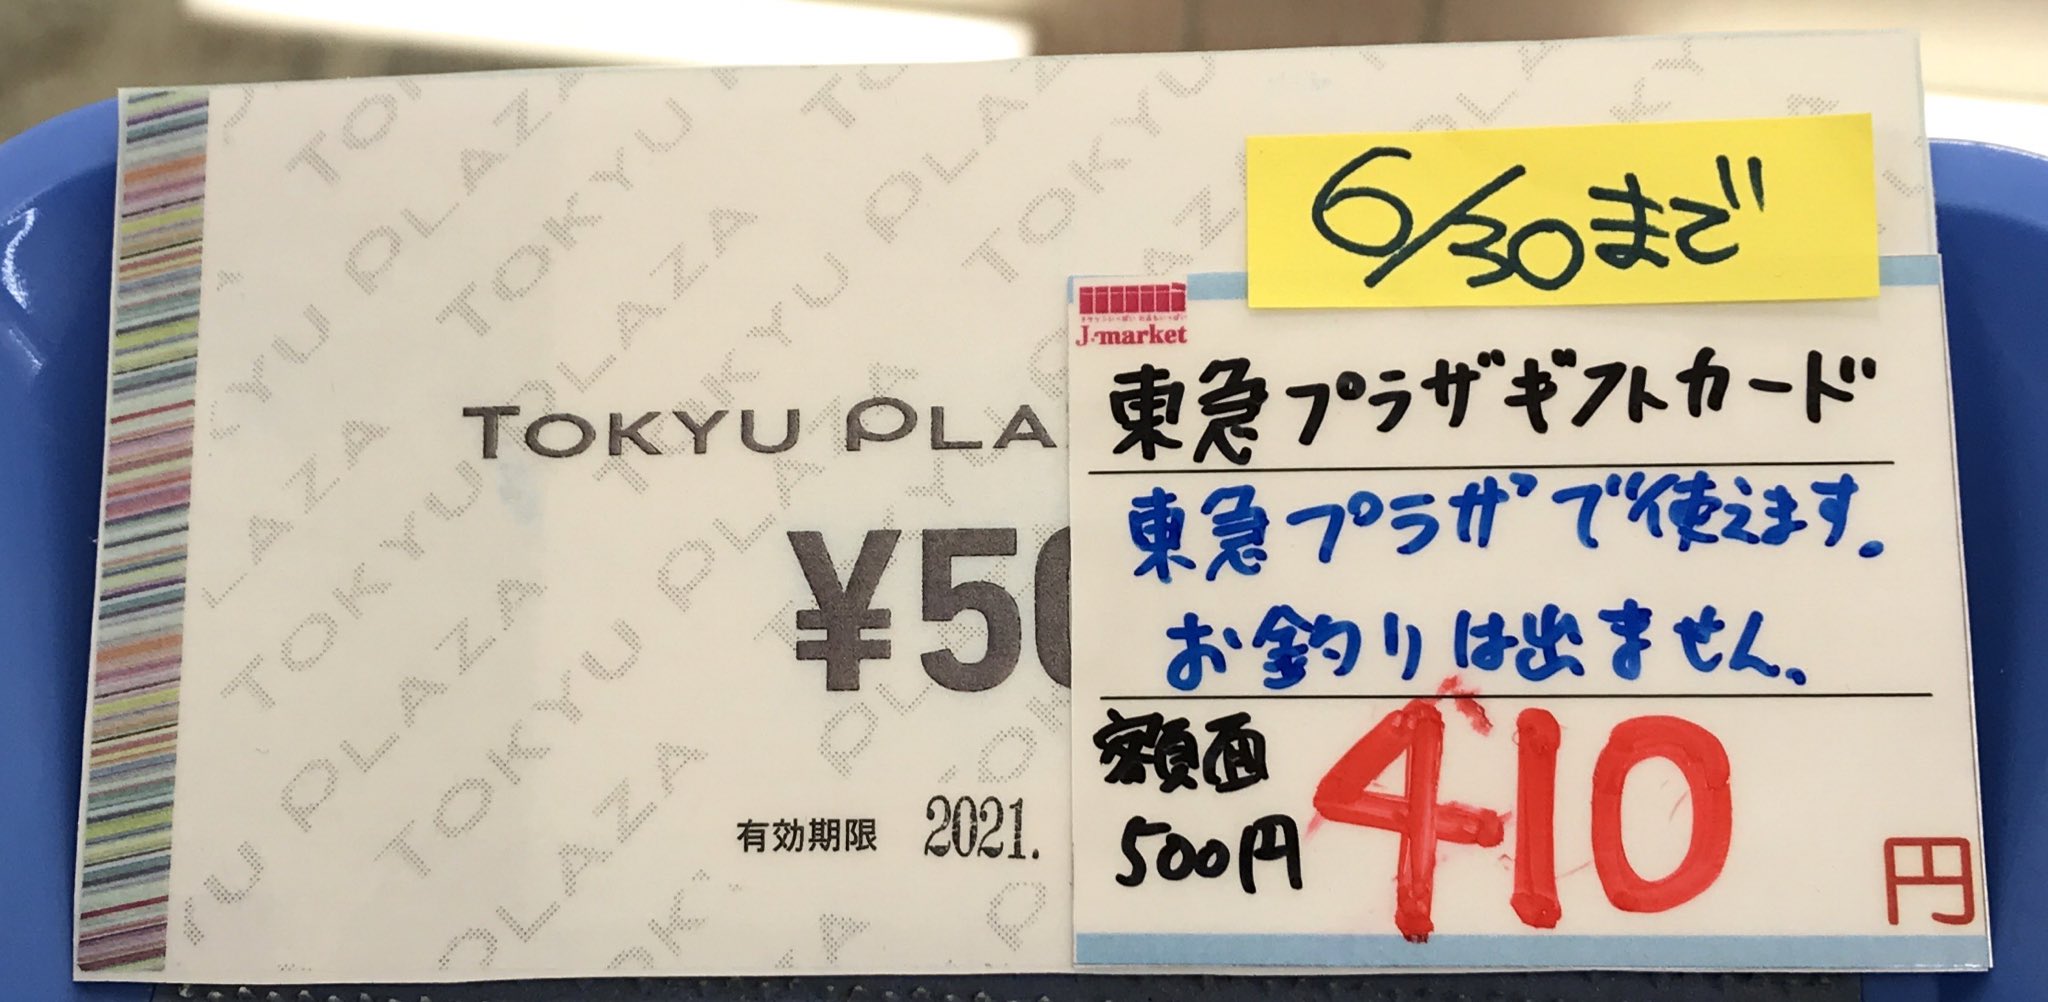 TOKYU PLA
¥50
有効期限 2021.
6/30まで
J・market
東急プラザギフトカード
東急プラザで使えます。
お釣りは出ません。
額面
500円
410
円